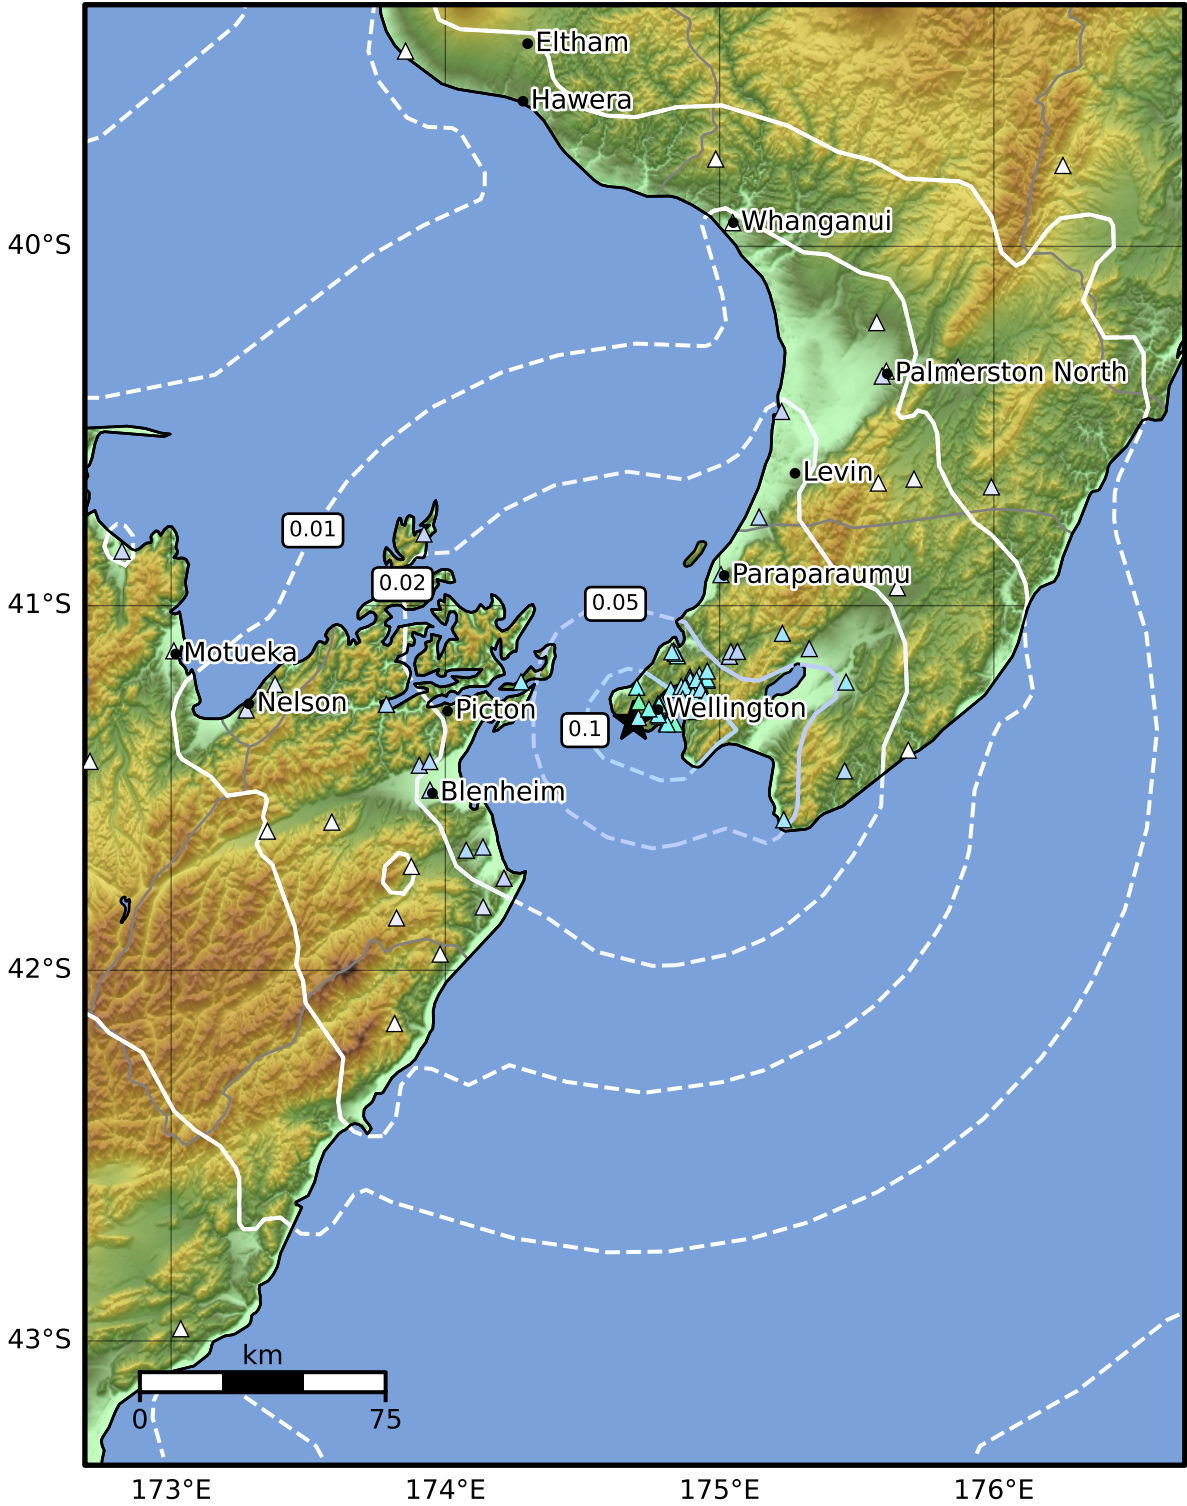 Eltham
Hawera
Whanganui
40°S
Palmerston North
Levin
0.01
Paraparaumu
0.02
0.05
41°S
Motueka
Nelson
Picton
Wellington
0.1
Blenheim
42°S
43°S
km
0 75
173°E 174°E 175°E 176°E